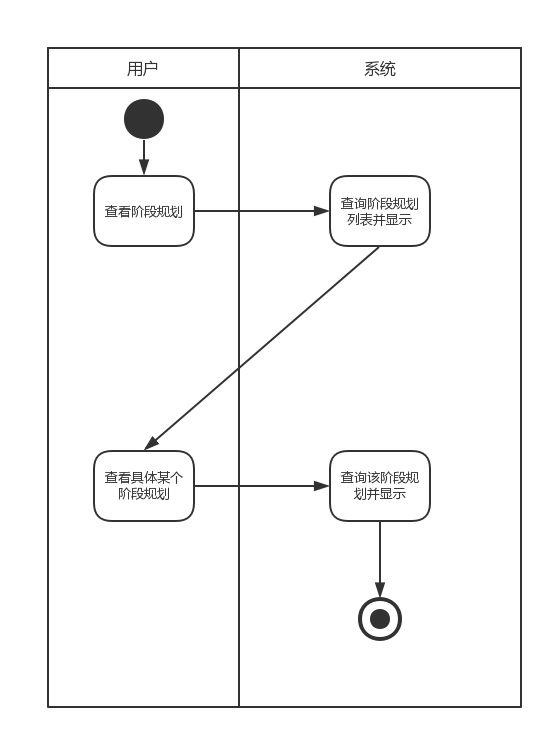 用户
系统
查看阶段规划
查询阶段规划
列表并显示
查看具体某个
阶段规划
查询该阶段规
划并显示